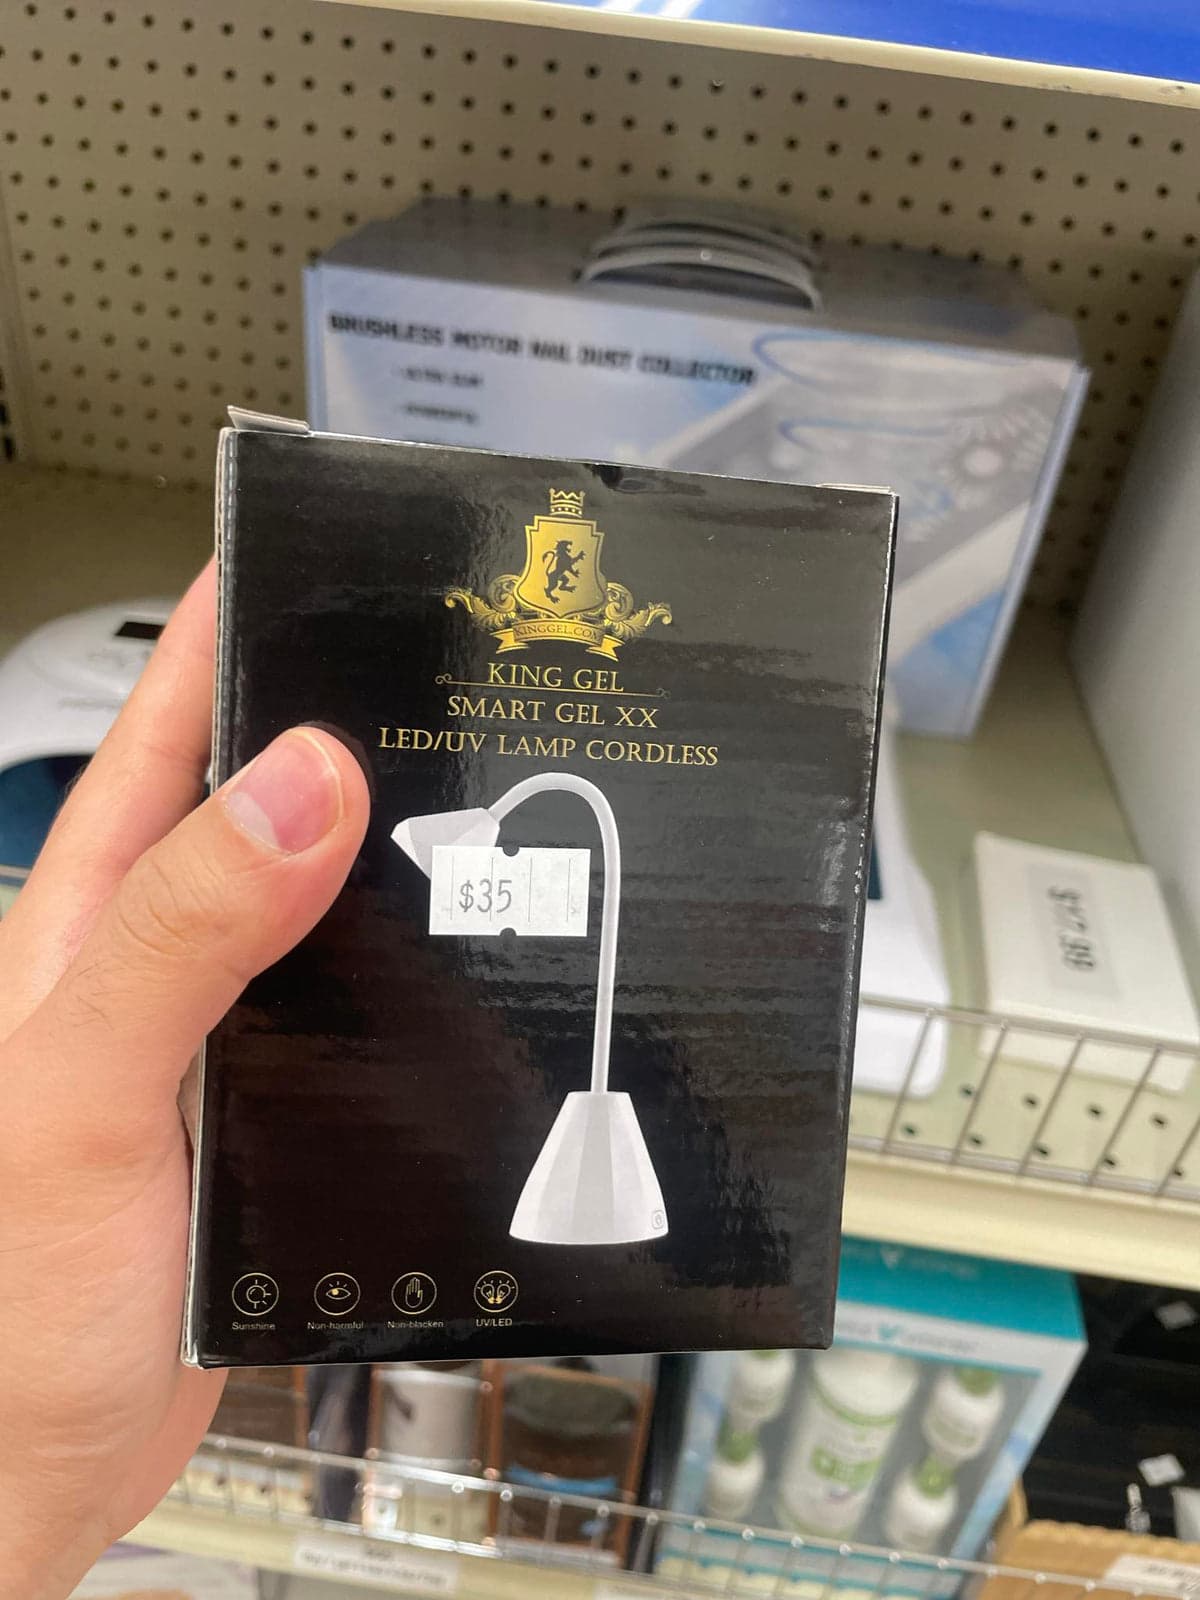 BRUSHLESS MOTOR NAIL DUST COLLECTOR
KINGGEL.COM
KING GEL
SMART GEL XX
LED/UV LAMP CORDLESS
$35
Sunshine
Non-harmful
Non-blacken
UV/LED